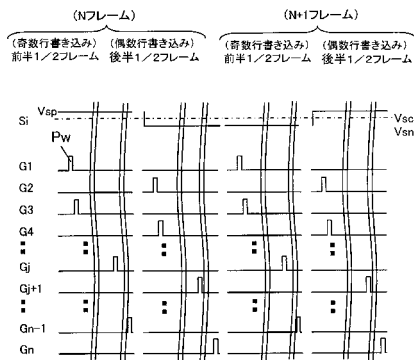 (Nフレーム) (N+1フレーム)
(奇数行書き込み) (偶数行書き込み) (奇数行書き込み) (偶数行書き込み)
前半1/2フレーム 後半1/2フレーム 前半1/2フレーム 後半1/2フレーム
Vsp
Si
Vsc
Vsn
Pw
G1
G2
G3
G4
Gj
Gj+1
Gn-1
Gn